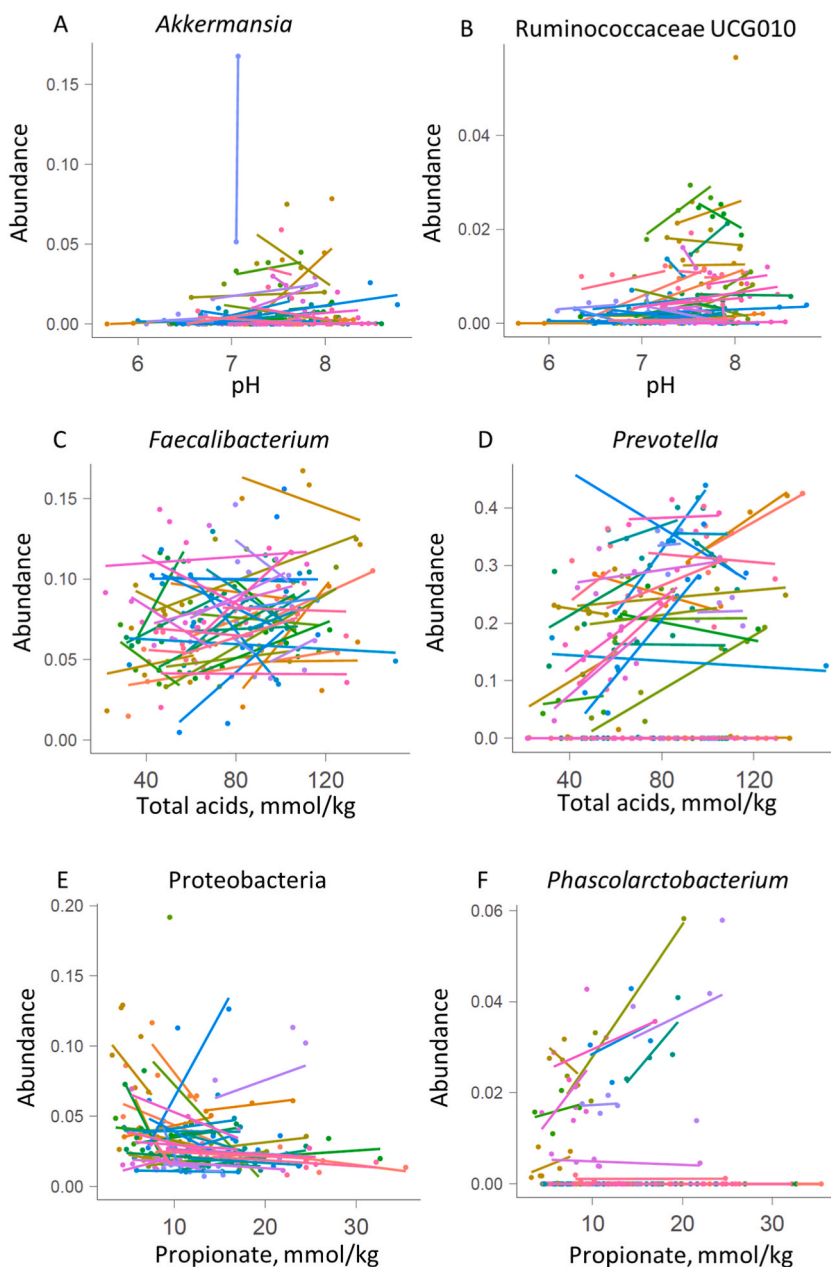 A
Akkermansia
B
Ruminococcaceae UCG010
0.15
0.10
0.05
0.00
Abundance
6
7
8
pH
0.04
0.02
0.00
Abundance
6
7
8
pH
C
Faecalibacterium
D
Prevotella
0.15
0.10
0.05
0.00
Abundance
40
80
120
Total acids, mmol/kg
0.4
0.3
0.2
0.1
0.0
Abundance
40
80
120
Total acids, mmol/kg
E
Proteobacteria
F
Phascolarctobacterium
0.20
0.15
0.10
0.05
0.00
Abundance
10
20
30
Propionate, mmol/kg
0.06
0.04
0.02
0.00
Abundance
10
20
30
Propionate, mmol/kg